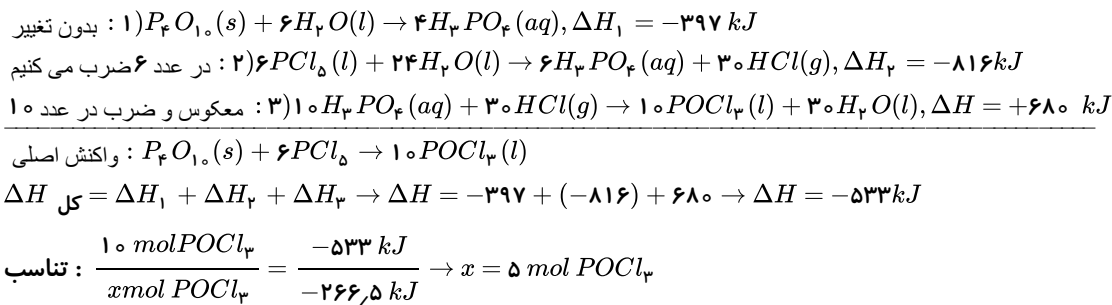 بدون تغییر : ۱)P۴O۱۰(s) + ۶H۲O(l) → ۴H۳PO۴(aq), ΔH۱ = −۳۹۷ kJ
در عدد ۶ ضرب می کنیم : ۲)۶PCl۵(l) + ۲۴H۲O(l) → ۶H۳PO۴(aq) + ۳۰HCl(g), ΔH۲ = −۸۱۶kJ
معکوس و ضرب در عدد ۱۰ : ۳)۱۰H۳PO۴(aq) + ۳۰HCl(g) → ۱۰POCl۳(l) + ۳۰H۲O(l), ΔH = +۶۸۰ kJ
واکنش اصلی : P۴O۱۰(s) + ۶PCl۵ → ۱۰POCl۳(l)
ΔH کل = ΔH۱ + ΔH۲ + ΔH۳ → ΔH = −۳۹۷ + (−۸۱۶) + ۶۸۰ → ΔH = −۵۳۳kJ
تناسب : ۱۰ molPOCl۳ / xmol POCl۳ = −۵۳۳ kJ / −۲۶۶٫۵ kJ → x = ۵ mol POCl۳